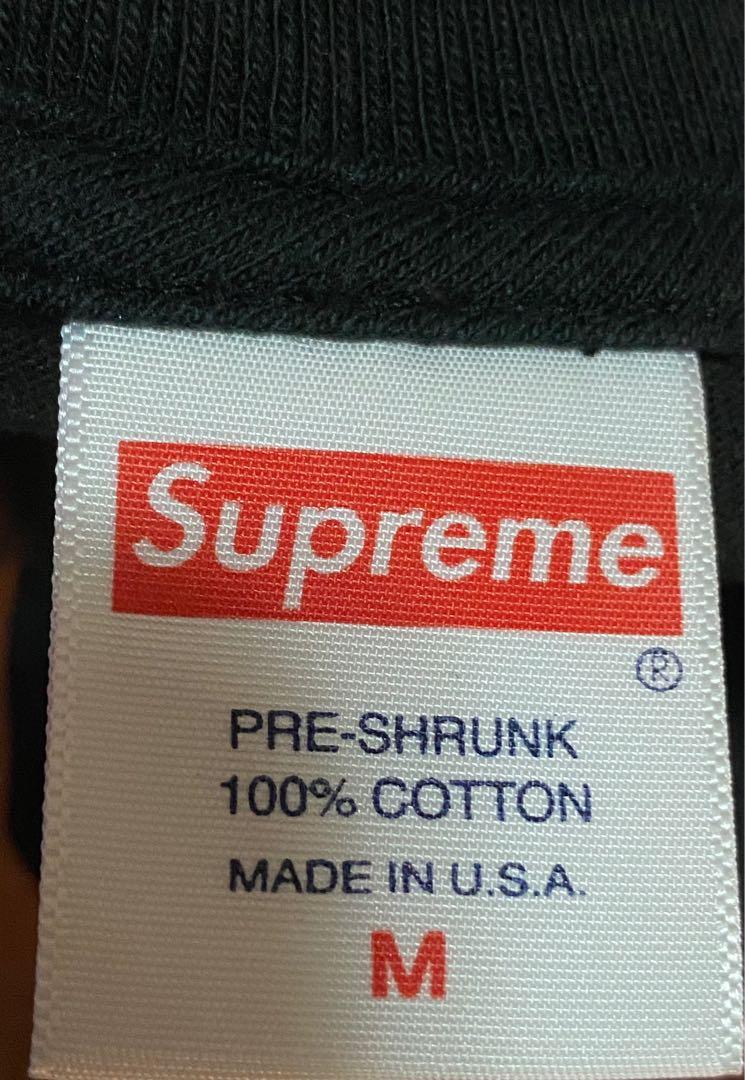 Supreme
®
PRE-SHRUNK
100% COTTON
MADE IN U.S.A.
M